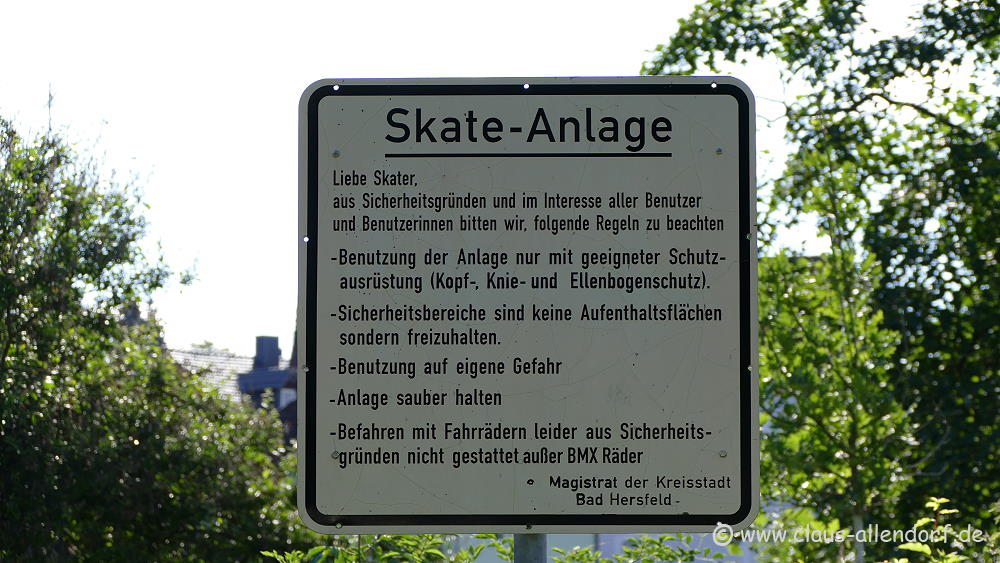 Skate-Anlage
Liebe Skater,
aus Sicherheitsgründen und im Interesse aller Benutzer
und Benutzerinnen bitten wir, folgende Regeln zu beachten
-Benutzung der Anlage nur mit geeigneter Schutz-
ausrüstung (Kopf-, Knie- und Ellenbogenschutz).
-Sicherheitsbereiche sind keine Aufenthaltsflächen
sondern freizuhalten.
-Benutzung auf eigene Gefahr
-Anlage sauber halten
-Befahren mit Fahrrädern leider aus Sicherheits-
gründen nicht gestattet außer BMX Räder
Magistrat der Kreisstadt
Bad Hersfeld-
© www.claus-allendorf.de